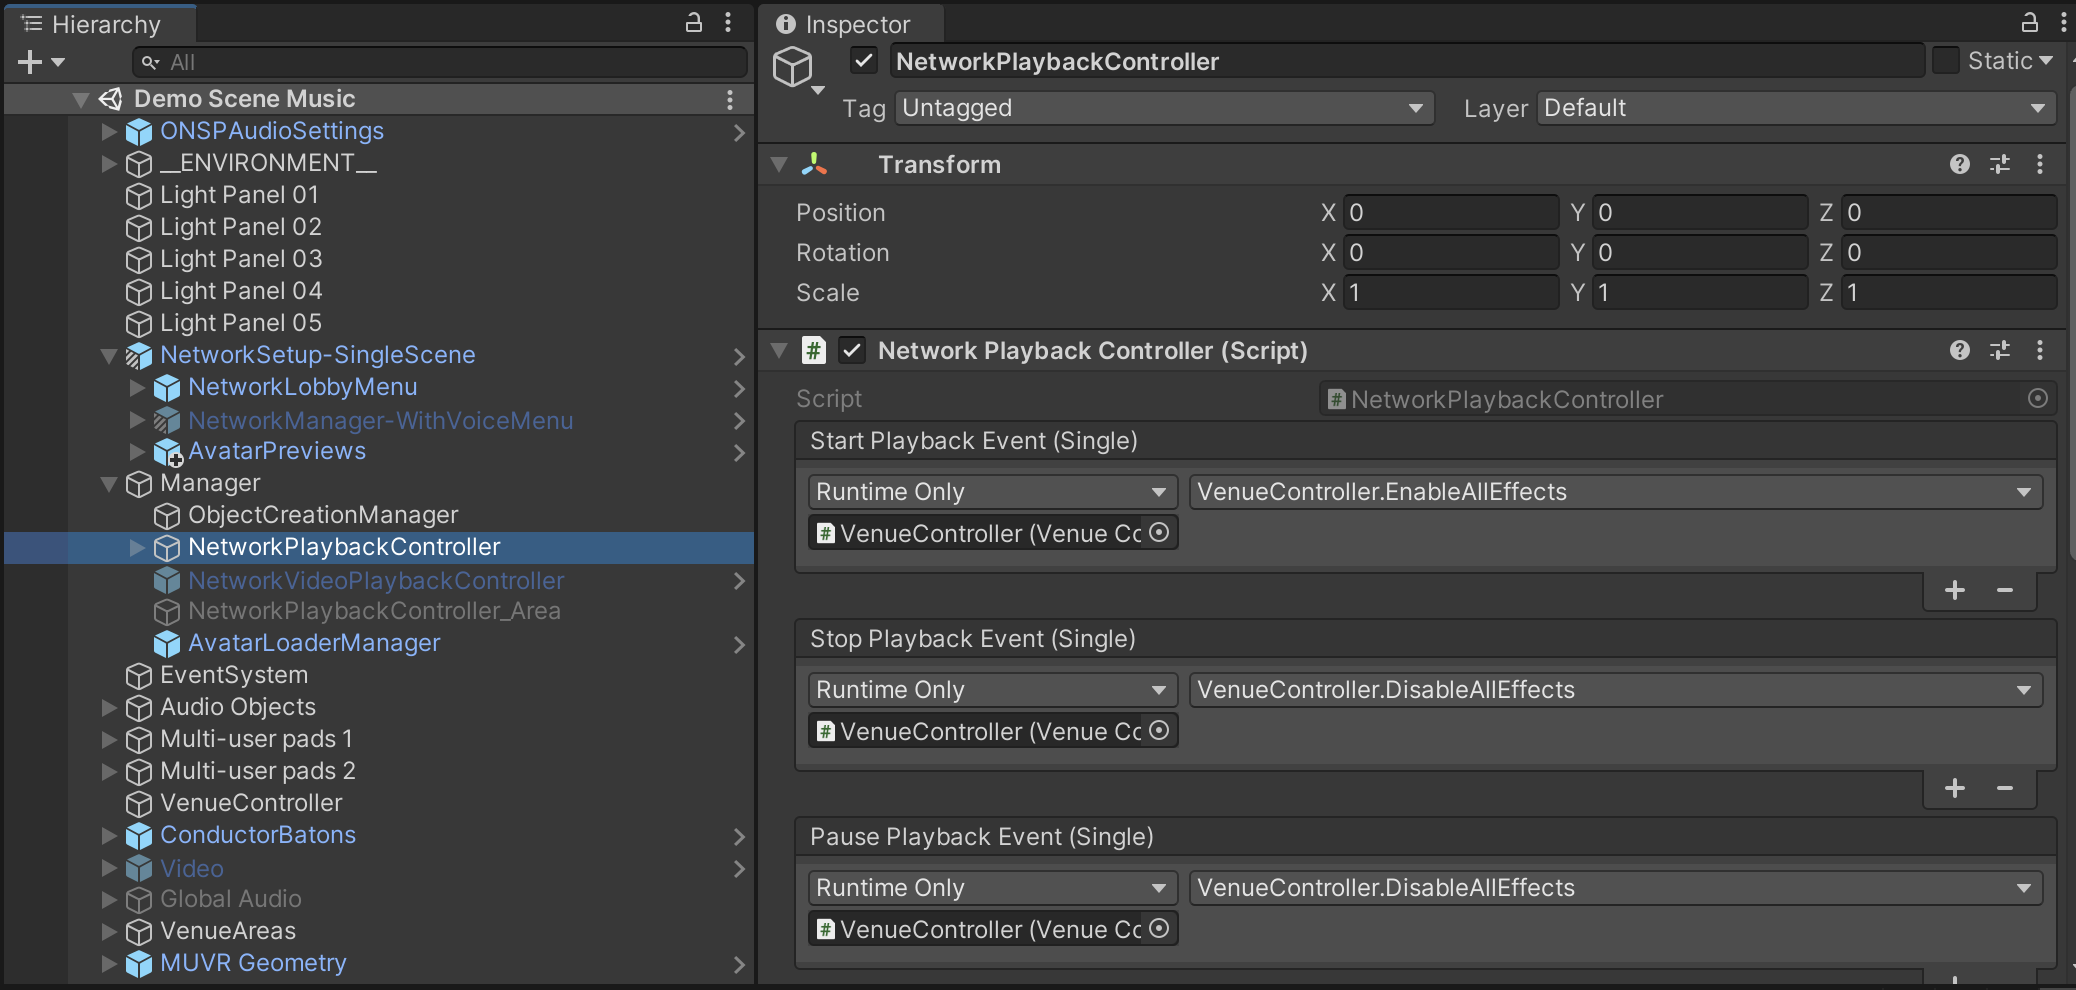 Hierarchy
All
Demo Scene Music
ONSPAudioSettings
__ENVIRONMENT__
Light Panel 01
Light Panel 02
Light Panel 03
Light Panel 04
Light Panel 05
NetworkSetup-SingleScene
NetworkLobbyMenu
NetworkManager-WithVoiceMenu
AvatarPreviews
Manager
ObjectCreationManager
NetworkPlaybackController
NetworkVideoPlaybackController
NetworkPlaybackController_Area
AvatarLoaderManager
EventSystem
Audio Objects
Multi-user pads 1
Multi-user pads 2
VenueController
ConductorBatons
Video
Global Audio
VenueAreas
MUVR Geometry
Inspector
NetworkPlaybackController Static
Tag Untagged Layer Default
Transform
Position X 0 Y 0 Z 0
Rotation X 0 Y 0 Z 0
Scale X 1 Y 1 Z 1
# Network Playback Controller (Script)
Script # NetworkPlaybackController
Start Playback Event (Single)
Runtime Only VenueController.EnableAllEffects
# VenueController (Venue Co
+ −
Stop Playback Event (Single)
Runtime Only VenueController.DisableAllEffects
# VenueController (Venue Co
+ −
Pause Playback Event (Single)
Runtime Only VenueController.DisableAllEffects
# VenueController (Venue Co